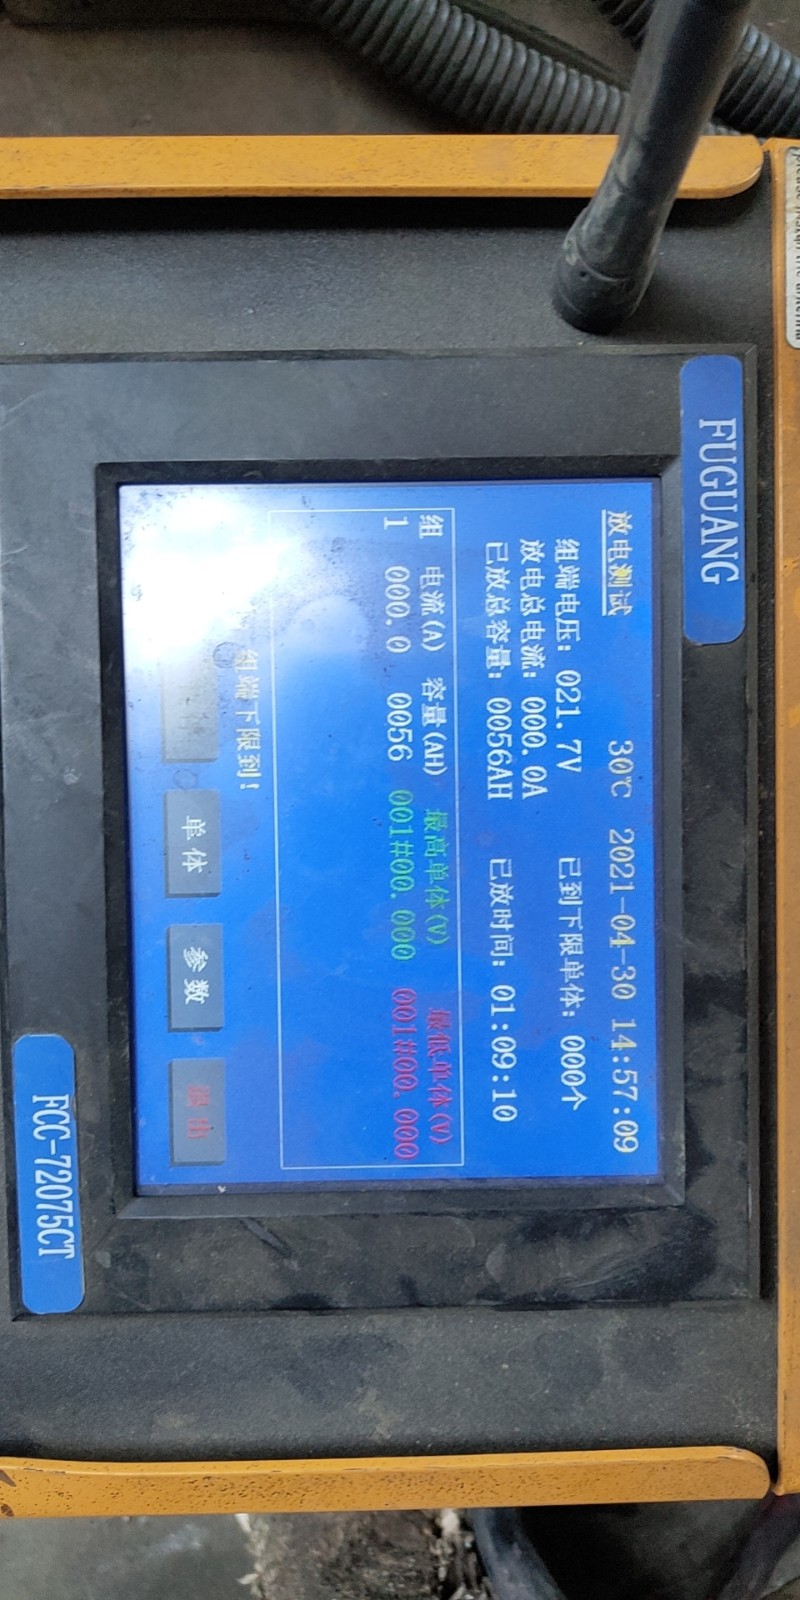 FUGUANG
放电测试 30℃ 2021-04-30 14:57:09
组端电压: 021.7V 已到下限单体: 000个
放电总电流: 000.0A
已放总容量: 0056AH 已放时间: 01:09:10
组 电流(A) 容量(AH) 最高单体(V) 最低单体(V)
1 000.0 0056 001#00.000 001#00.000
组端下限到!
单体 参数 退出
FCC-72075CT